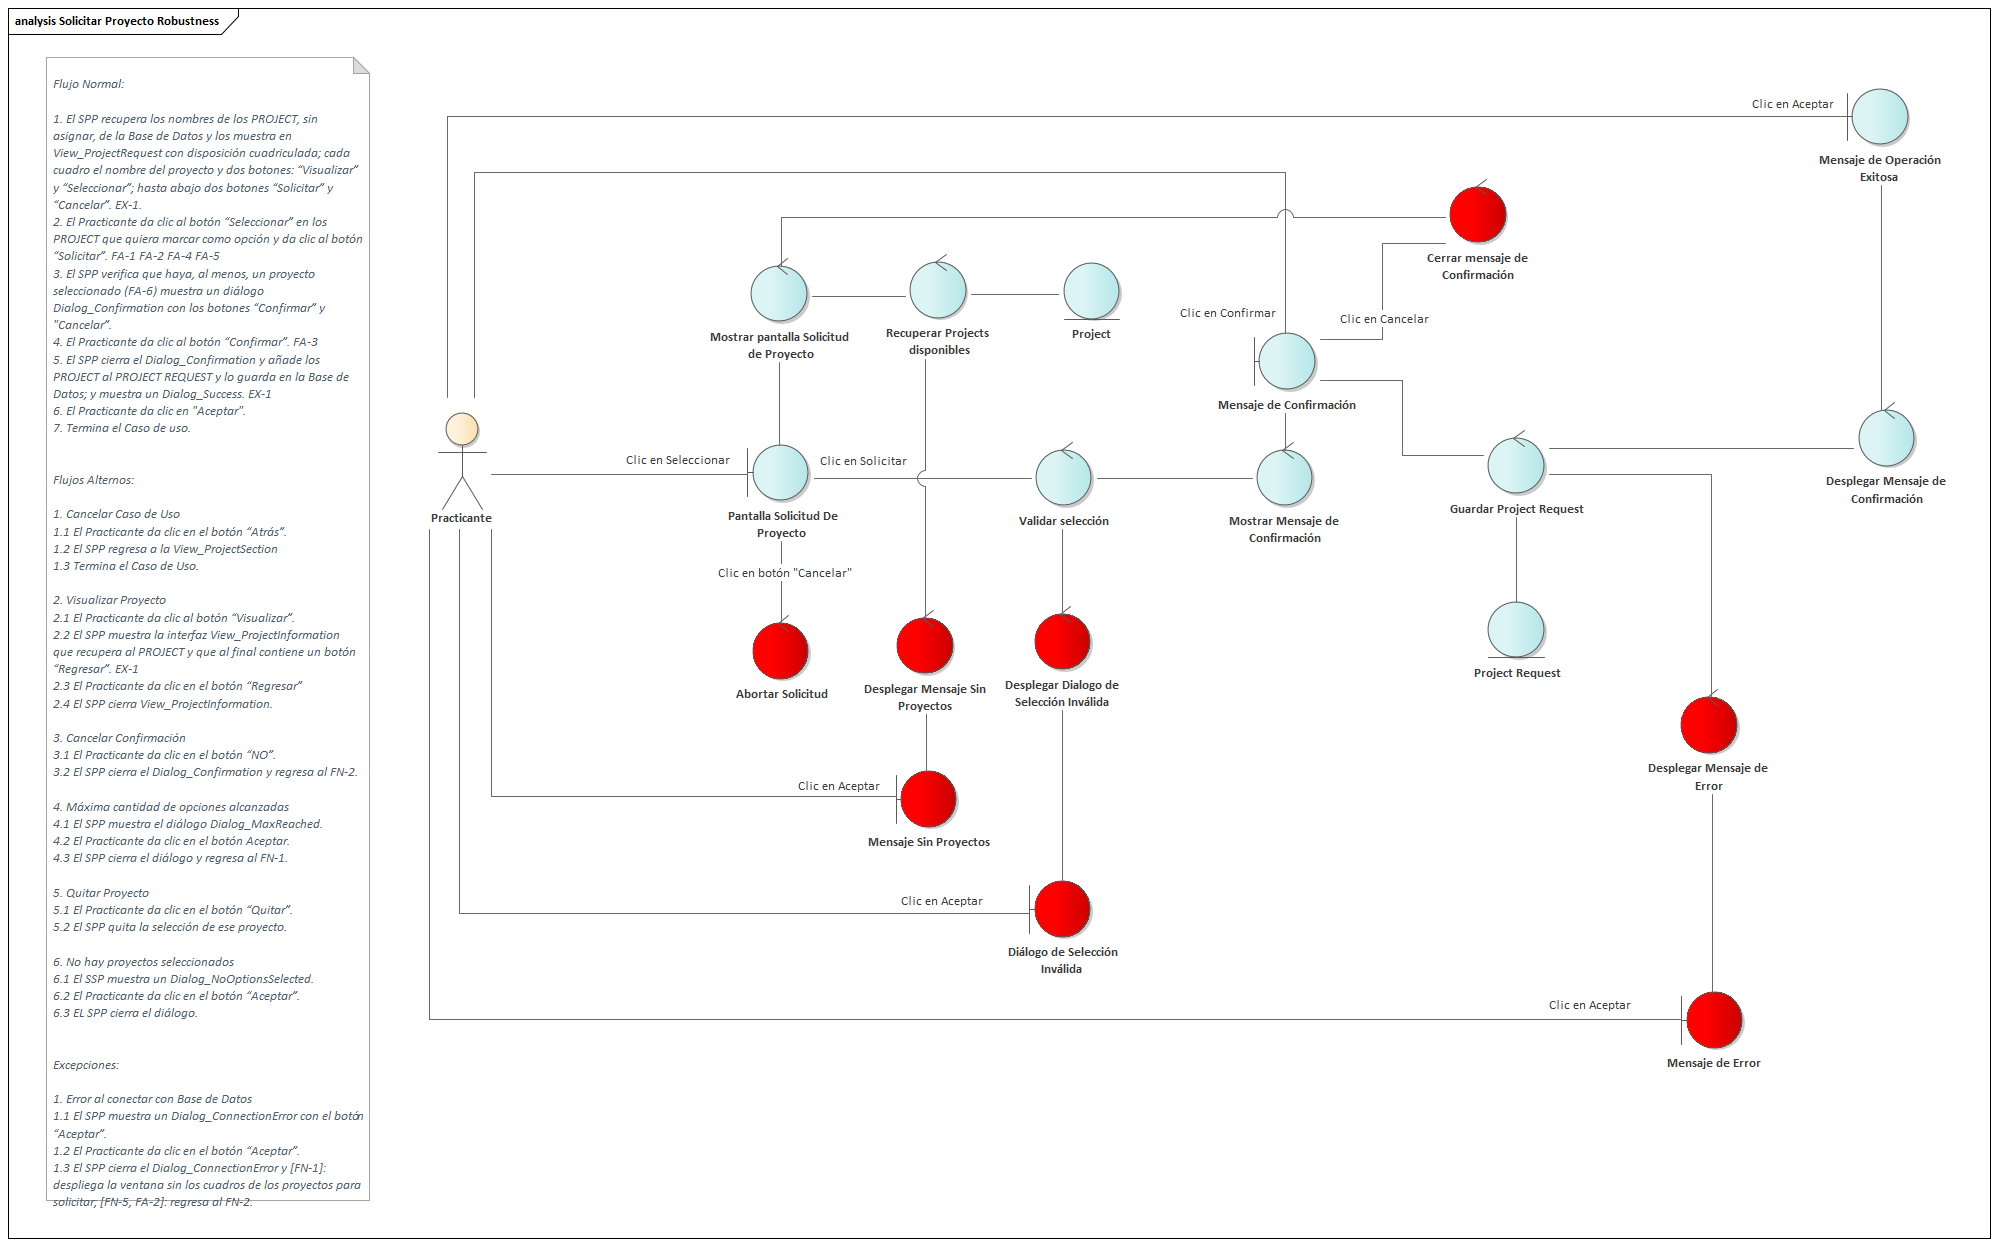 analysis Solicitar Proyecto Robustness
Flujo Normal:
1. El SPP recupera los nombres de los PROJECT, sin
asignar, de la Base de Datos y los muestra en
View_ProjectRequest con disposición cuadriculada; cada
cuadro el nombre del proyecto y dos botones: “Visualizar”
y “Seleccionar”; hasta abajo dos botones “Solicitar” y
“Cancelar”. EX-1.
2. El Practicante da clic al botón “Seleccionar” en los
PROJECT que quiera marcar como opción y da clic al botón
“Solicitar”. FA-1 FA-2 FA-4 FA-5
3. El SPP verifica que haya, al menos, un proyecto
seleccionado (FA-6) muestra un diálogo
Dialog_Confirmation con los botones “Confirmar” y
"Cancelar”.
4. El Practicante da clic al botón “Confirmar”. FA-3
5. El SPP cierra el Dialog_Confirmation y añade los
PROJECT al PROJECT REQUEST y lo guarda en la Base de
Datos; y muestra un Dialog_Success. EX-1
6. El Practicante da clic en "Aceptar".
7. Termina el Caso de uso.
Flujos Alternos:
1. Cancelar Caso de Uso
1.1 El Practicante da clic en el botón “Atrás”.
1.2 El SPP regresa a la View_ProjectSection
1.3 Termina el Caso de Uso.
2. Visualizar Proyecto
2.1 El Practicante da clic al botón “Visualizar”.
2.2 El SPP muestra la interfaz View_ProjectInformation
que recupera al PROJECT y que al final contiene un botón
“Regresar”. EX-1
2.3 El Practicante da clic en el botón “Regresar”
2.4 El SPP cierra View_ProjectInformation.
3. Cancelar Confirmación
3.1 El Practicante da clic en el botón “NO”.
3.2 El SPP cierra el Dialog_Confirmation y regresa al FN-2.
4. Máxima cantidad de opciones alcanzadas
4.1 El SPP muestra el diálogo Dialog_MaxReached.
4.2 El Practicante da clic en el botón Aceptar.
4.3 El SPP cierra el diálogo y regresa al FN-1.
5. Quitar Proyecto
5.1 El Practicante da clic en el botón “Quitar”.
5.2 El SPP quita la selección de ese proyecto.
6. No hay proyectos seleccionados
6.1 El SSP muestra un Dialog_NoOptionsSelected.
6.2 El Practicante da clic en el botón “Aceptar”.
6.3 EL SPP cierra el diálogo.
Excepciones:
1. Error al conectar con Base de Datos
1.1 El SPP muestra un Dialog_ConnectionError con el botón
“Aceptar”.
1.2 El Practicante da clic en el botón “Aceptar”.
1.3 El SPP cierra el Dialog_ConnectionError y [FN-1]:
despliega la ventana sin los cuadros de los proyectos para
solicitar; [FN-5, FA-2]: regresa al FN-2.
Clic en Aceptar
Mensaje de Operación
Exitosa
Cerrar mensaje de
Confirmación
Mostrar pantalla Solicitud
de Proyecto
Recuperar Projects
disponibles
Project
Clic en Confirmar
Clic en Cancelar
Mensaje de Confirmación
Practicante
Clic en Seleccionar
Pantalla Solicitud De
Proyecto
Clic en Solicitar
Validar selección
Mostrar Mensaje de
Confirmación
Guardar Project Request
Desplegar Mensaje de
Confirmación
Clic en botón "Cancelar"
Abortar Solicitud
Desplegar Mensaje Sin
Proyectos
Desplegar Dialogo de
Selección Inválida
Project Request
Desplegar Mensaje de
Error
Clic en Aceptar
Mensaje Sin Proyectos
Clic en Aceptar
Diálogo de Selección
Inválida
Clic en Aceptar
Mensaje de Error